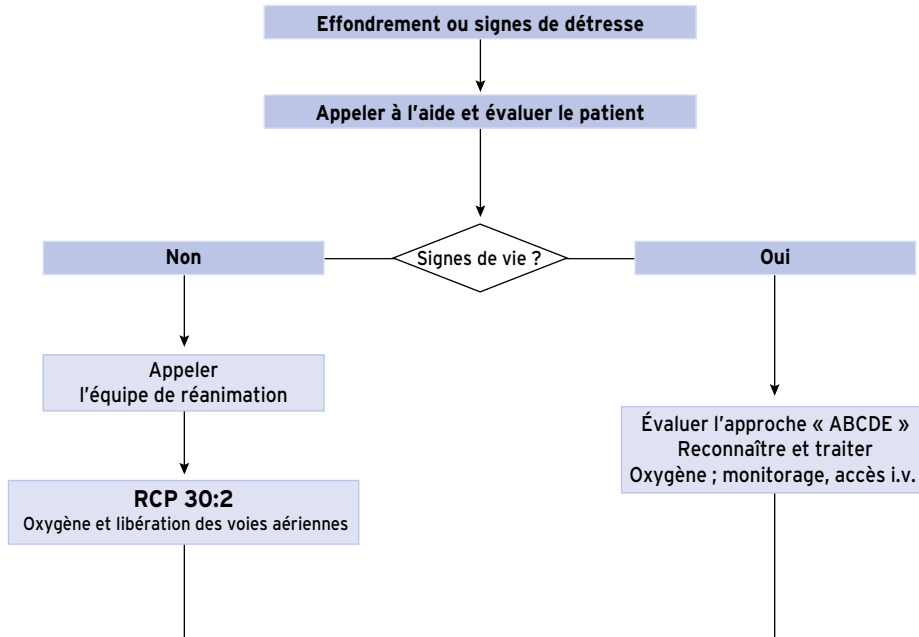 Effondrement ou signes de détresse
Appeler à l'aide et évaluer le patient
Signes de vie ?
Non
Oui
Appeler
l'équipe de réanimation
RCP 30:2
Oxygène et libération des voies aériennes
Évaluer l'approche « ABCDE »
Reconnaître et traiter
Oxygène ; monitorage, accès i.v.